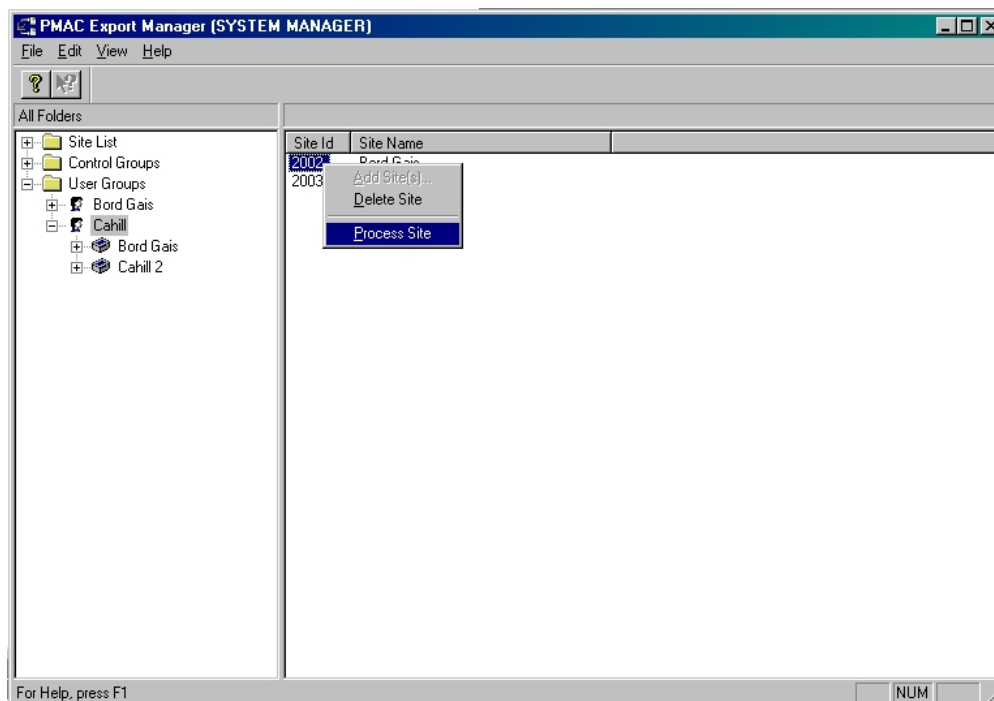 PMAC Export Manager (SYSTEM MANAGER)
File Edit View Help
All Folders
Site List
Control Groups
User Groups
Bord Gais
Cahill
Bord Gais
Cahill 2
Site Id Site Name
2002 Bord Gais
2003
Add Site(s)...
Delete Site
Process Site
For Help, press F1
NUM